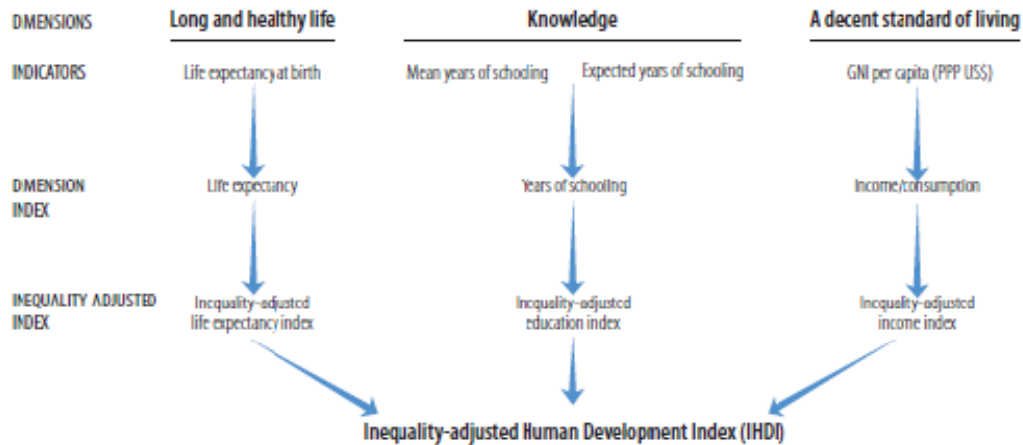 DMENSIONS Long and healthy life Knowledge A decent standard of living
INDICATORS Life expectancy at birth Mean years of schooling Expected years of schooling GNI per capita (PPP US$)
DMENSION Life expectancy Years of schooling Income/consumption
INDEX
INEQUALITY ADJUSTED Inequality-adjusted Inequality-adjusted Inequality-adjusted
INDEX life expectancy index education index income index
Inequality-adjusted Human Development Index (IHDI)